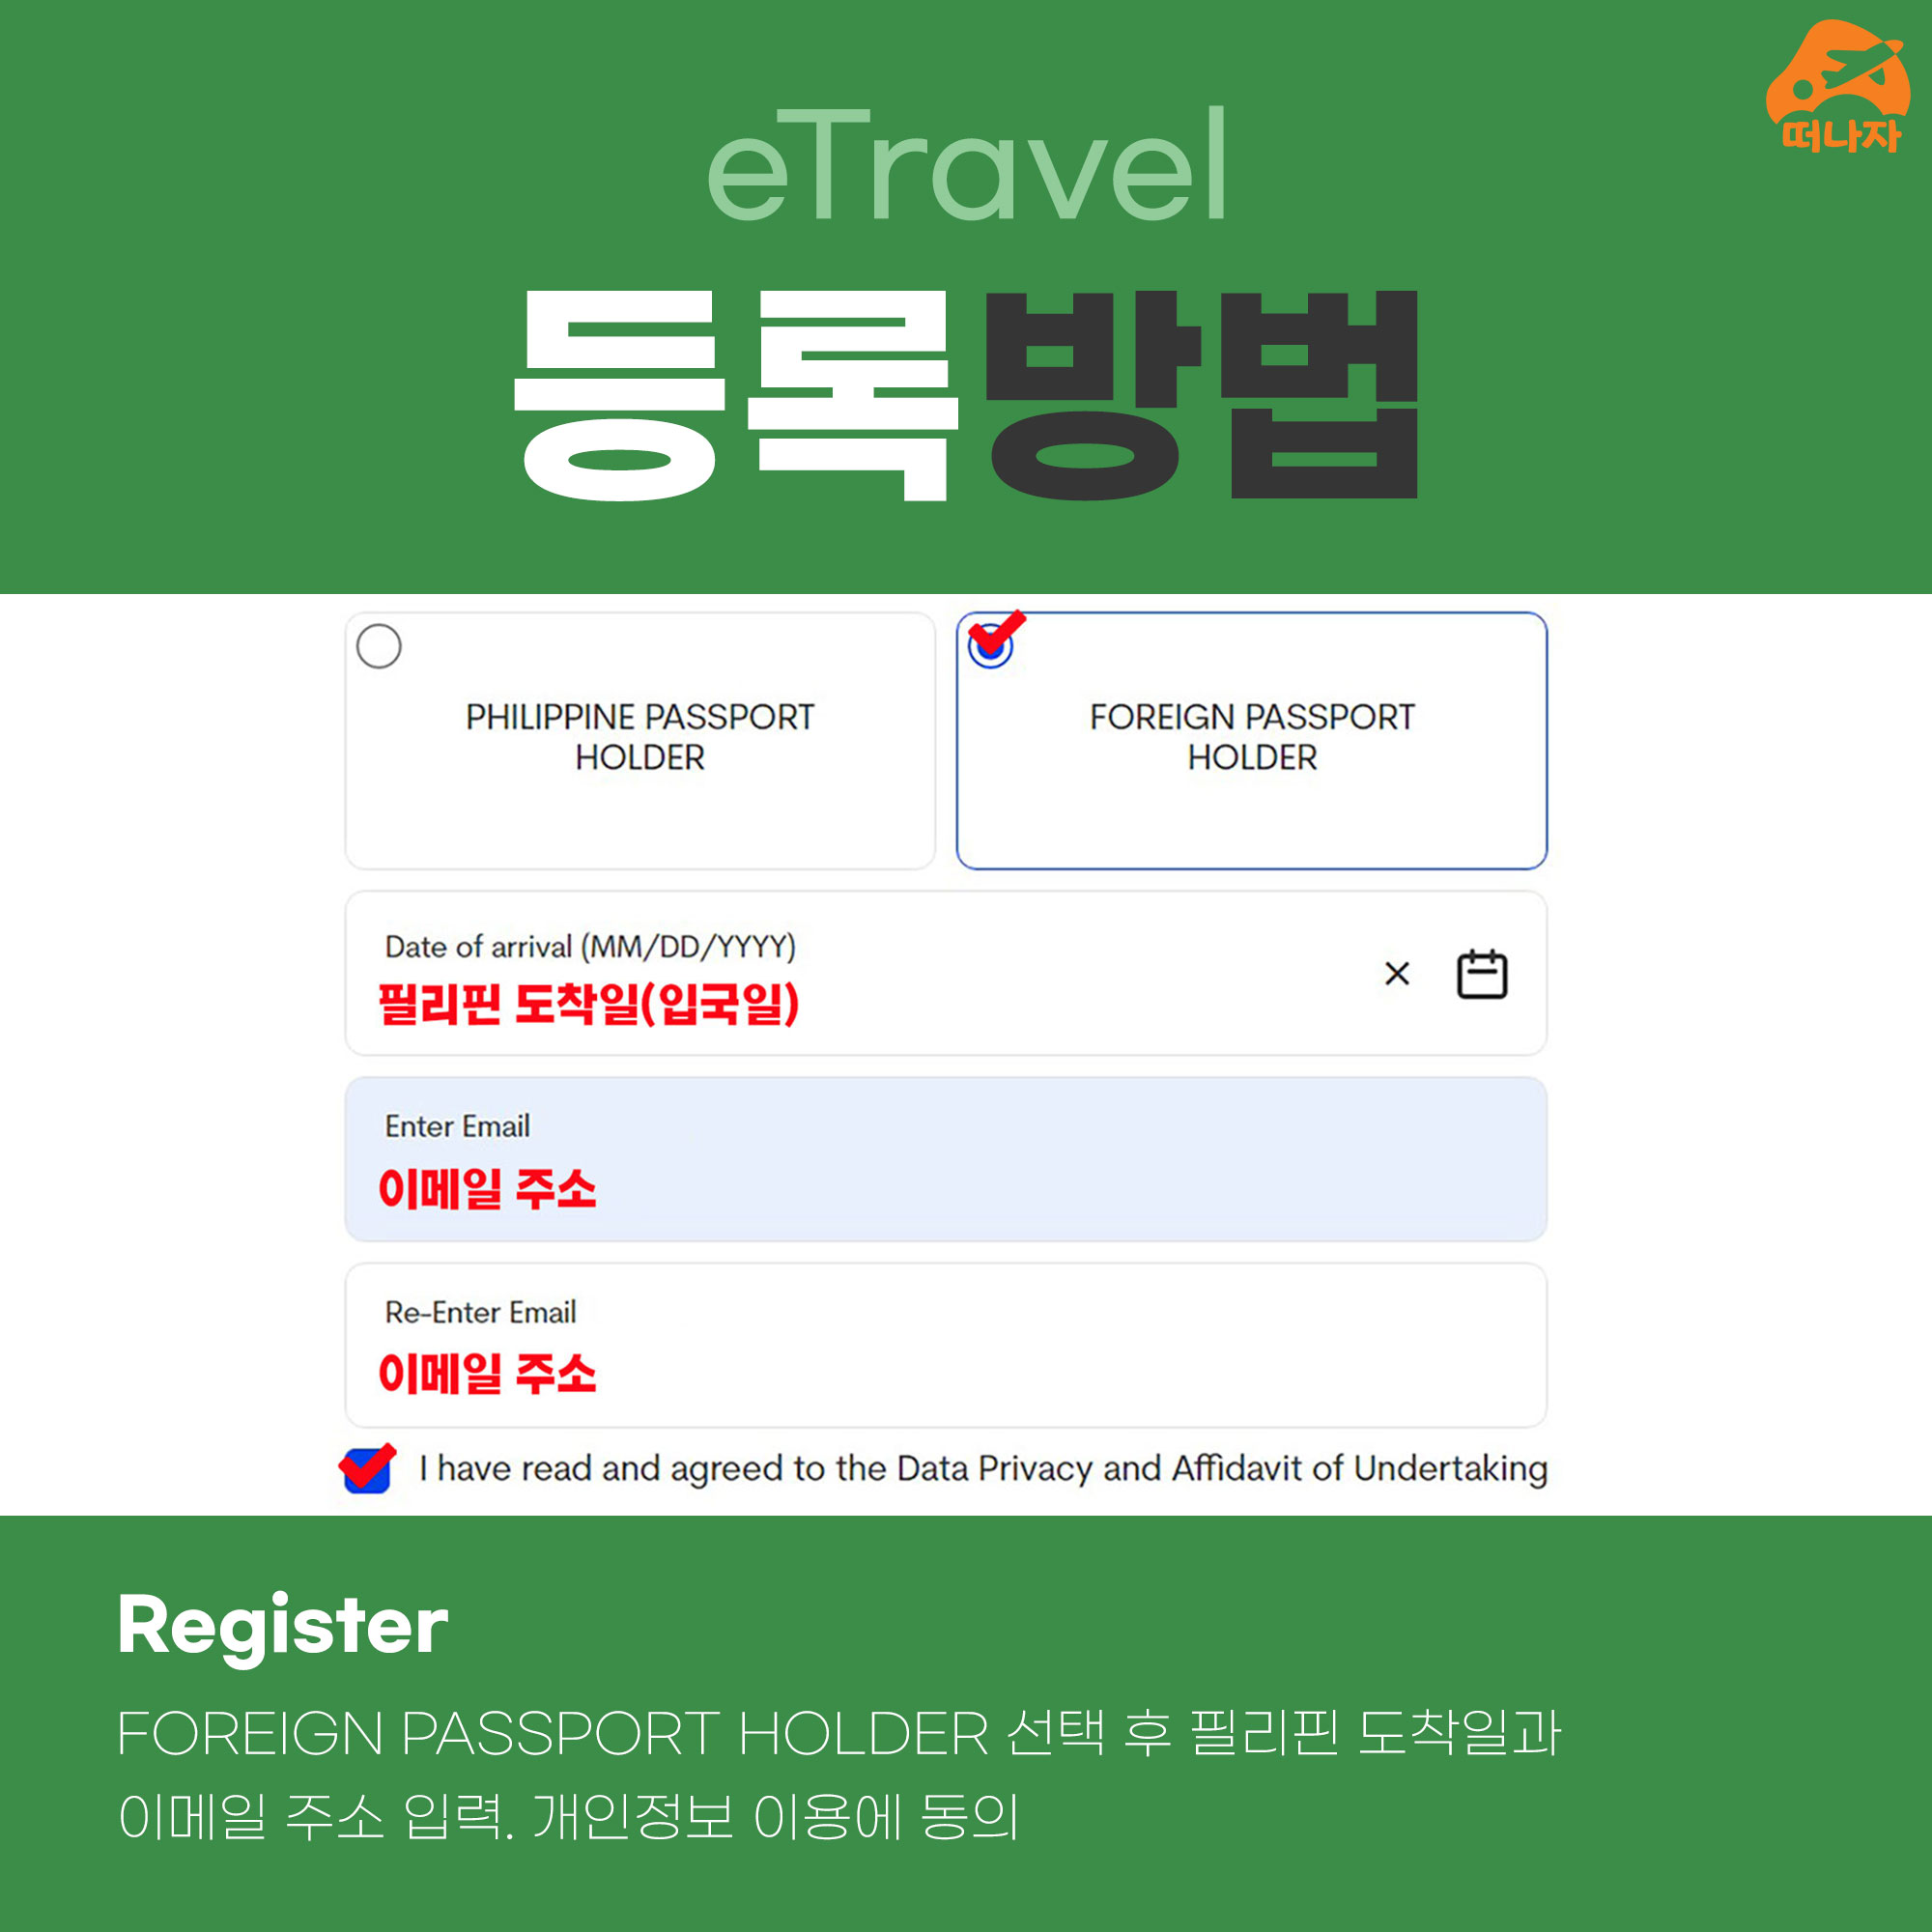 떠나자
eTravel
등록방법
PHILIPPINE PASSPORT
HOLDER
FOREIGN PASSPORT
HOLDER
Date of arrival (MM/DD/YYYY)
필리핀 도착일(입국일)
Enter Email
이메일 주소
Re-Enter Email
이메일 주소
I have read and agreed to the Data Privacy and Affidavit of Undertaking
Register
FOREIGN PASSPORT HOLDER 선택 후 필리핀 도착일과
이메일 주소 입력. 개인정보 이용에 동의